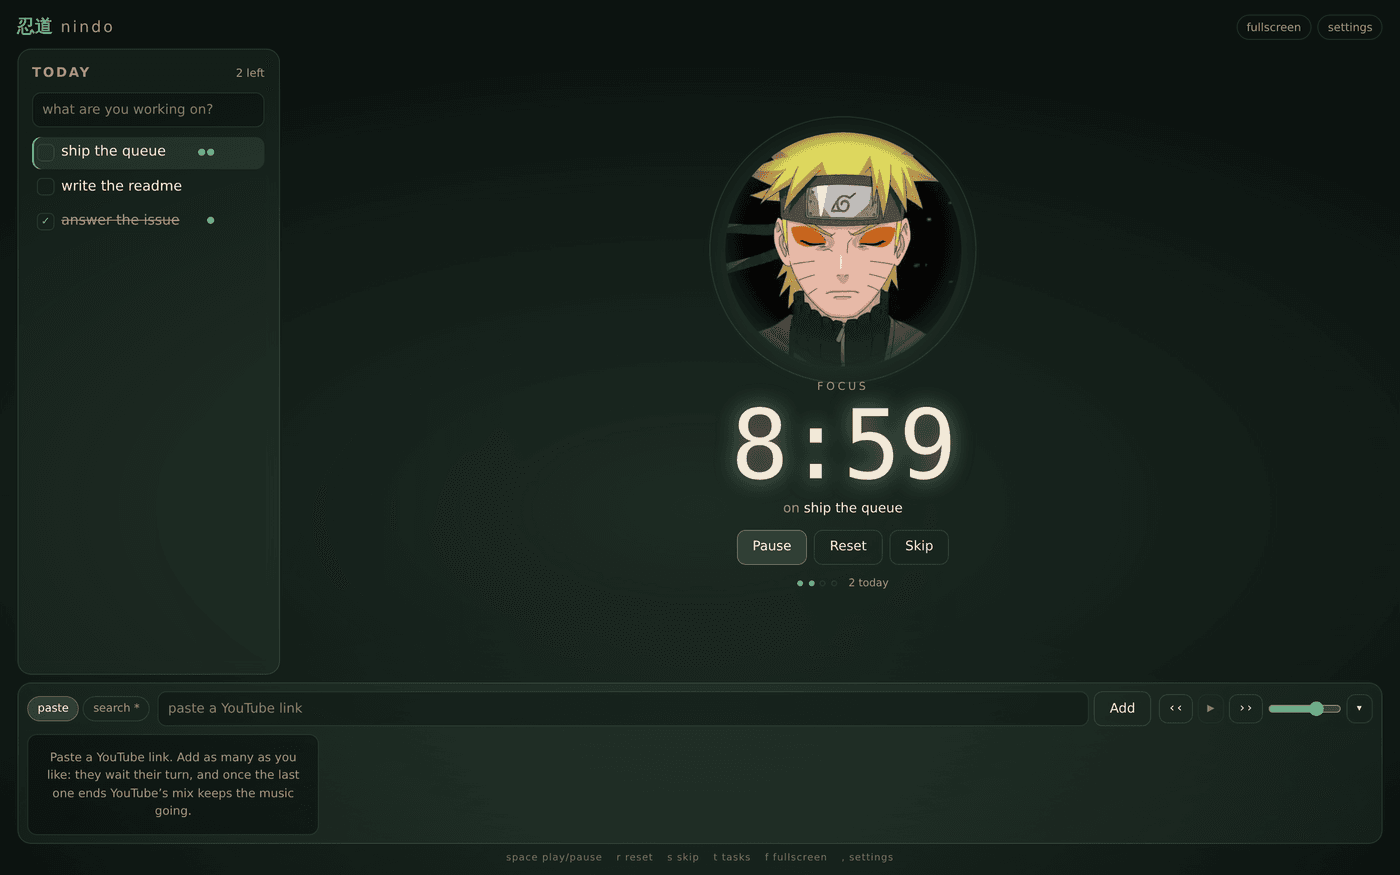 忍道 nindo
fullscreen
settings
TODAY
2 left
what are you working on?
ship the queue
write the readme
✓ answer the issue
FOCUS
8:59
on ship the queue
Pause
Reset
Skip
2 today
paste
search *
paste a YouTube link
Add
‹‹
▶
››
▾
Paste a YouTube link. Add as many as you
like: they wait their turn, and once the last
one ends YouTube’s mix keeps the music
going.
space play/pause r reset s skip t tasks f fullscreen , settings